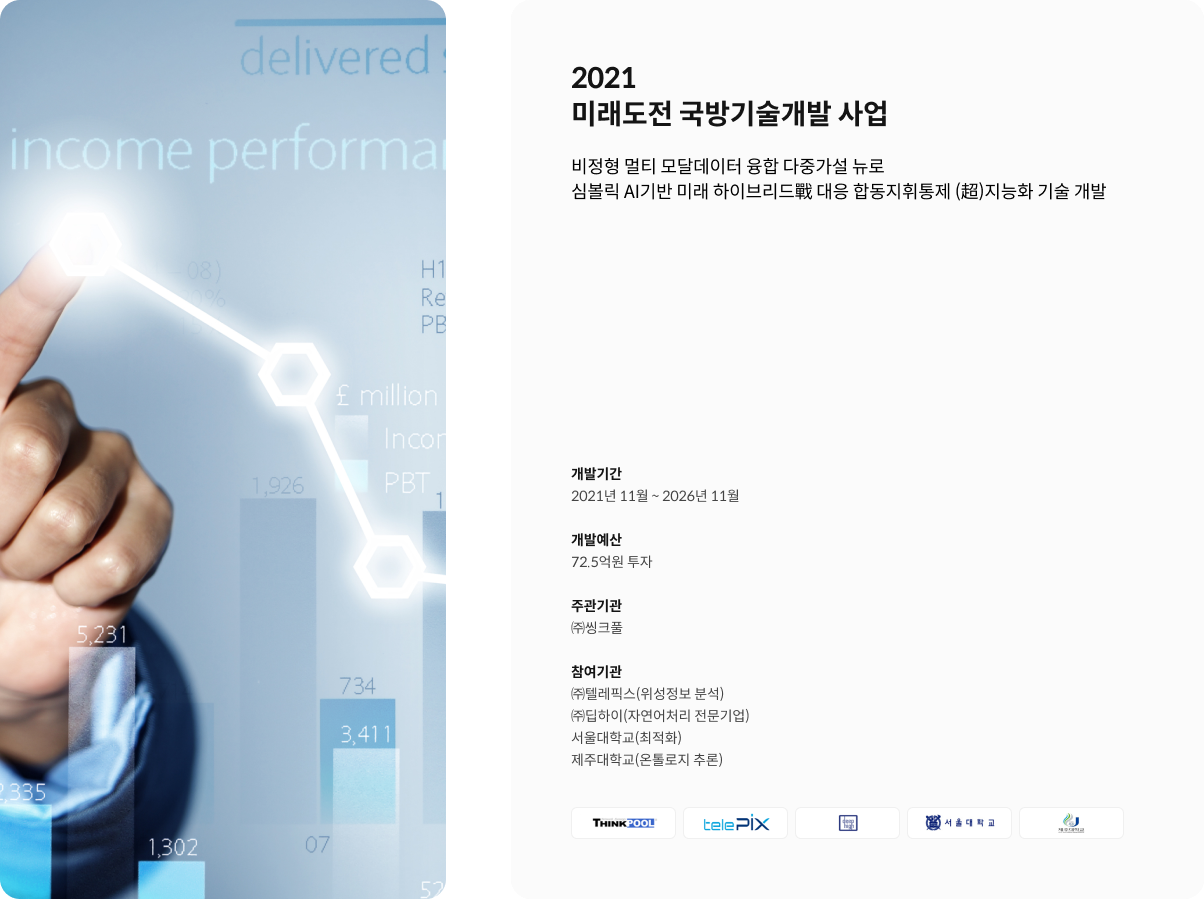 delivered
income performa
08)
%
H1
Re
PB
£ million
Incor
PBT
1,926
1
5,231
734
3,411
2,335
1,302
07
52
2021
미래도전 국방기술개발 사업
비정형 멀티 모달데이터 융합 다중가설 뉴로
심볼릭 AI기반 미래 하이브리드戰 대응 합동지휘통제 (超)지능화 기술 개발
개발기간
2021년 11월 ~ 2026년 11월
개발예산
72.5억원 투자
주관기관
㈜씽크풀
참여기관
㈜텔레픽스(위성정보 분석)
㈜딥하이(자연어처리 전문기업)
서울대학교(최적화)
제주대학교(온톨로지 추론)
THINKPOOL
telePIX
deep high
서울대학교
제주대학교